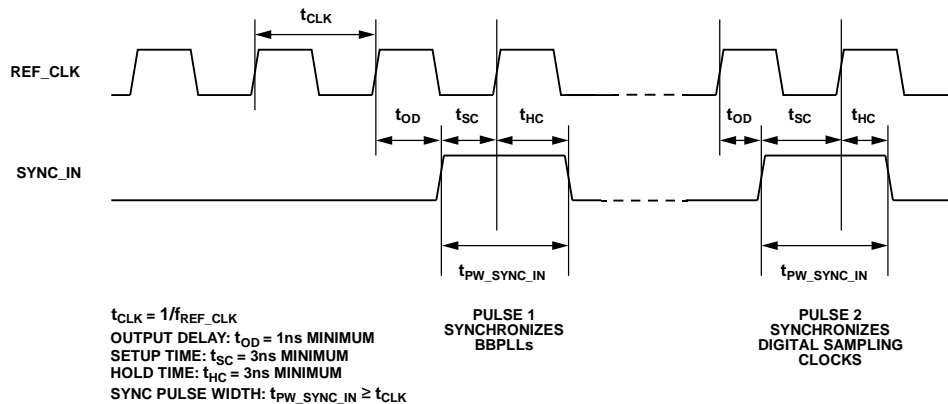 tCLK
REF_CLK
tOD tSC tHC tOD tSC tHC
SYNC_IN
tPW_SYNC_IN tPW_SYNC_IN
tCLK = 1/fREF_CLK
OUTPUT DELAY: tOD = 1ns MINIMUM
SETUP TIME: tSC = 3ns MINIMUM
HOLD TIME: tHC = 3ns MINIMUM
SYNC PULSE WIDTH: tPW_SYNC_IN ≥ tCLK
PULSE 1
SYNCHRONIZES
BBPLLs
PULSE 2
SYNCHRONIZES
DIGITAL SAMPLING
CLOCKS